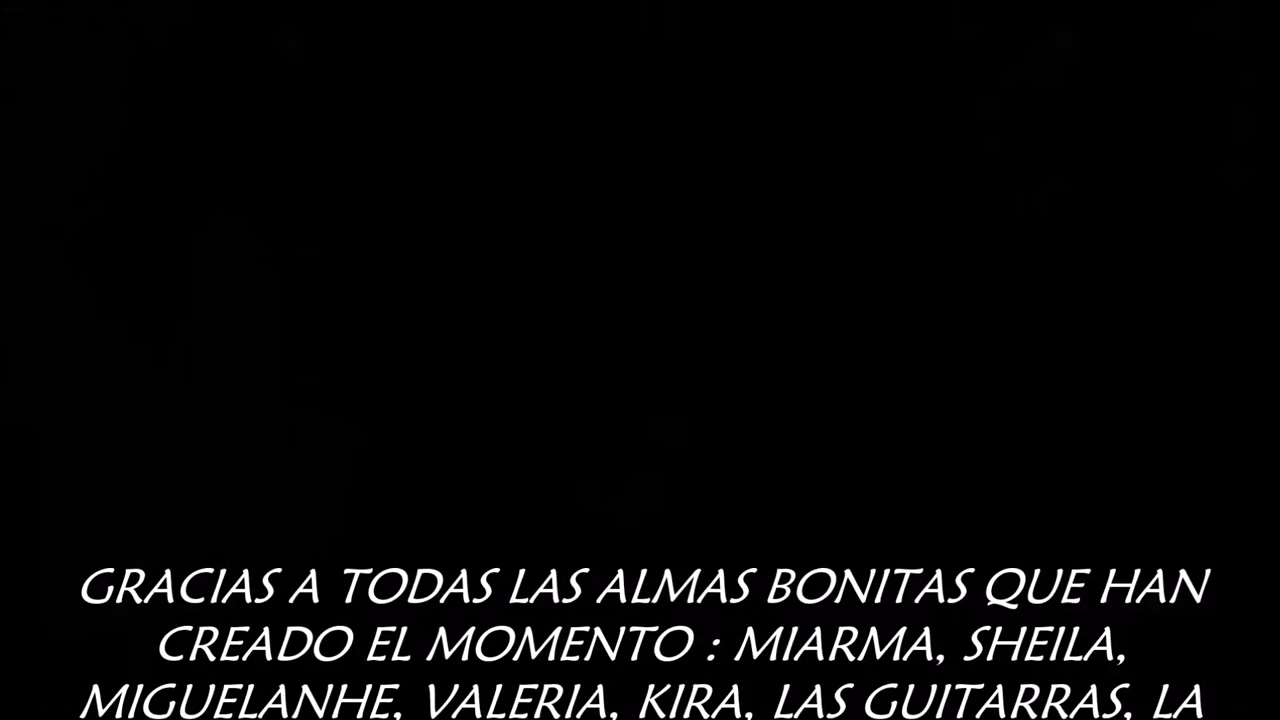 GRACIAS A TODAS LAS ALMAS BONITAS QUE HAN
CREADO EL MOMENTO : MIARMA, SHEILA,
MIGUELANHE, VALERIA, KIRA, LAS GUITARRAS, LA